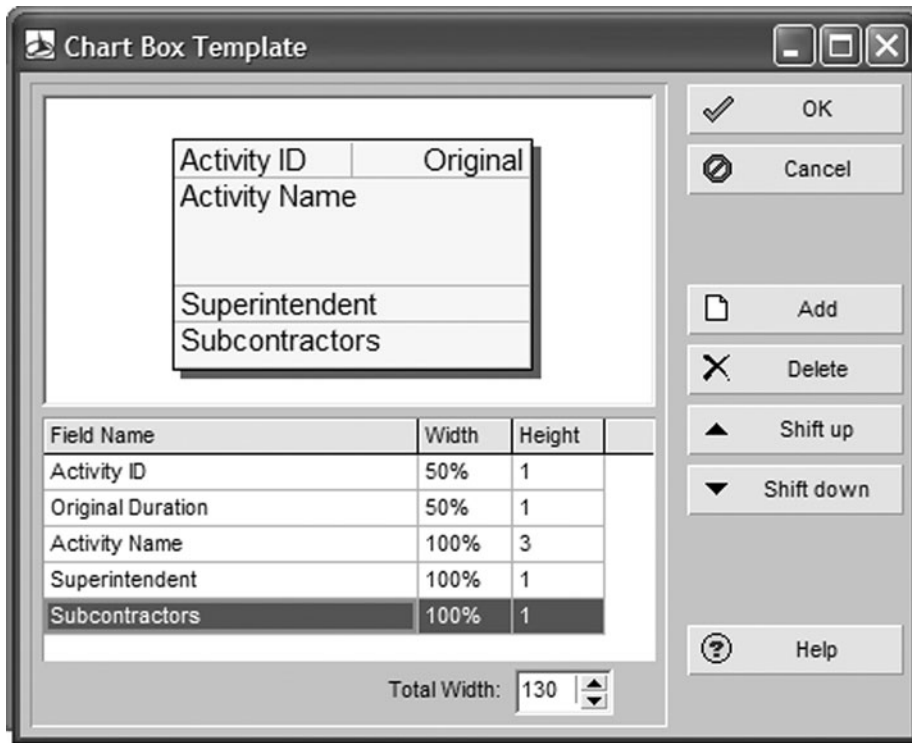 Chart Box Template
Activity ID Original
Activity Name
Superintendent
Subcontractors
OK
Cancel
Add
Delete
Shift up
Shift down
Help
Field Name Width Height
Activity ID 50% 1
Original Duration 50% 1
Activity Name 100% 3
Superintendent 100% 1
Subcontractors 100% 1
Total Width: 130